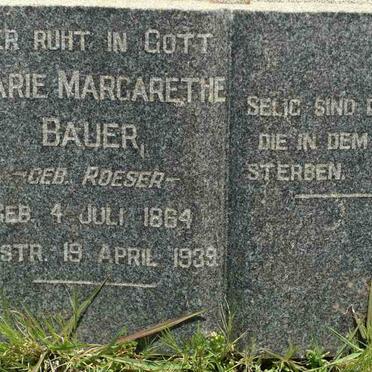 ER RUHT IN GOTT
ARIE MARGARETHE
BAUER,
-GEB. ROESER-
EB. 4 JULI 1864
STR. 19 APRIL 1939
SELIG SIND D
DIE IN DEM
STERBEN.